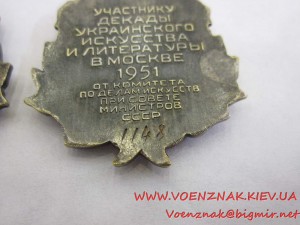 УЧАСТНИКУ
ДЕКАДЫ
УКРАИНСКОГО
ИСКУССТВА
И ЛИТЕРАТУРЫ
В МОСКВЕ
1951
ОТ КОМИТЕТА
ПО ДЕЛАМ ИСКУССТВ
ПРИ СОВЕТЕ
МИНИСТРОВ
СССР
1148
WWW.VOENZNAK.KIEV.UA
Voenznak@bigmir.net